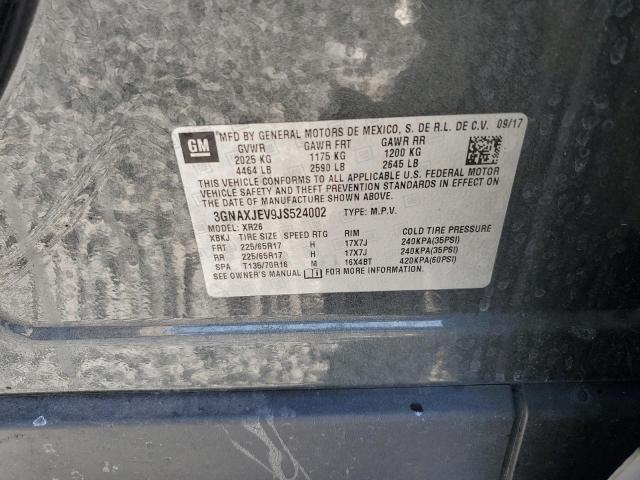 GM
MFD BY GENERAL MOTORS DE MEXICO, S. DE R.L. DE C.V. 09/17
GVWR GAWR FRT GAWR RR
2025 KG 1175 KG 1200 KG
4464 LB 2590 LB 2645 LB
THIS VEHICLE CONFORMS TO ALL APPLICABLE U.S. FEDERAL MOTOR
VEHICLE SAFETY AND THEFT PREVENTION STANDARDS IN EFFECT ON
THE DATE OF MANUFACTURE SHOWN ABOVE.
3GNAXJEV9JS524002 TYPE: M.P.V.
MODEL: XR26
XBKJ TIRE SIZE SPEED RTG RIM COLD TIRE PRESSURE
FRT 225/65R17 H 17X7J 240KPA(35PSI)
RR 225/65R17 H 17X7J 240KPA(35PSI)
SPA T135/70R16 M 16X4BT 420KPA(60PSI)
SEE OWNER'S MANUAL FOR MORE INFORMATION.